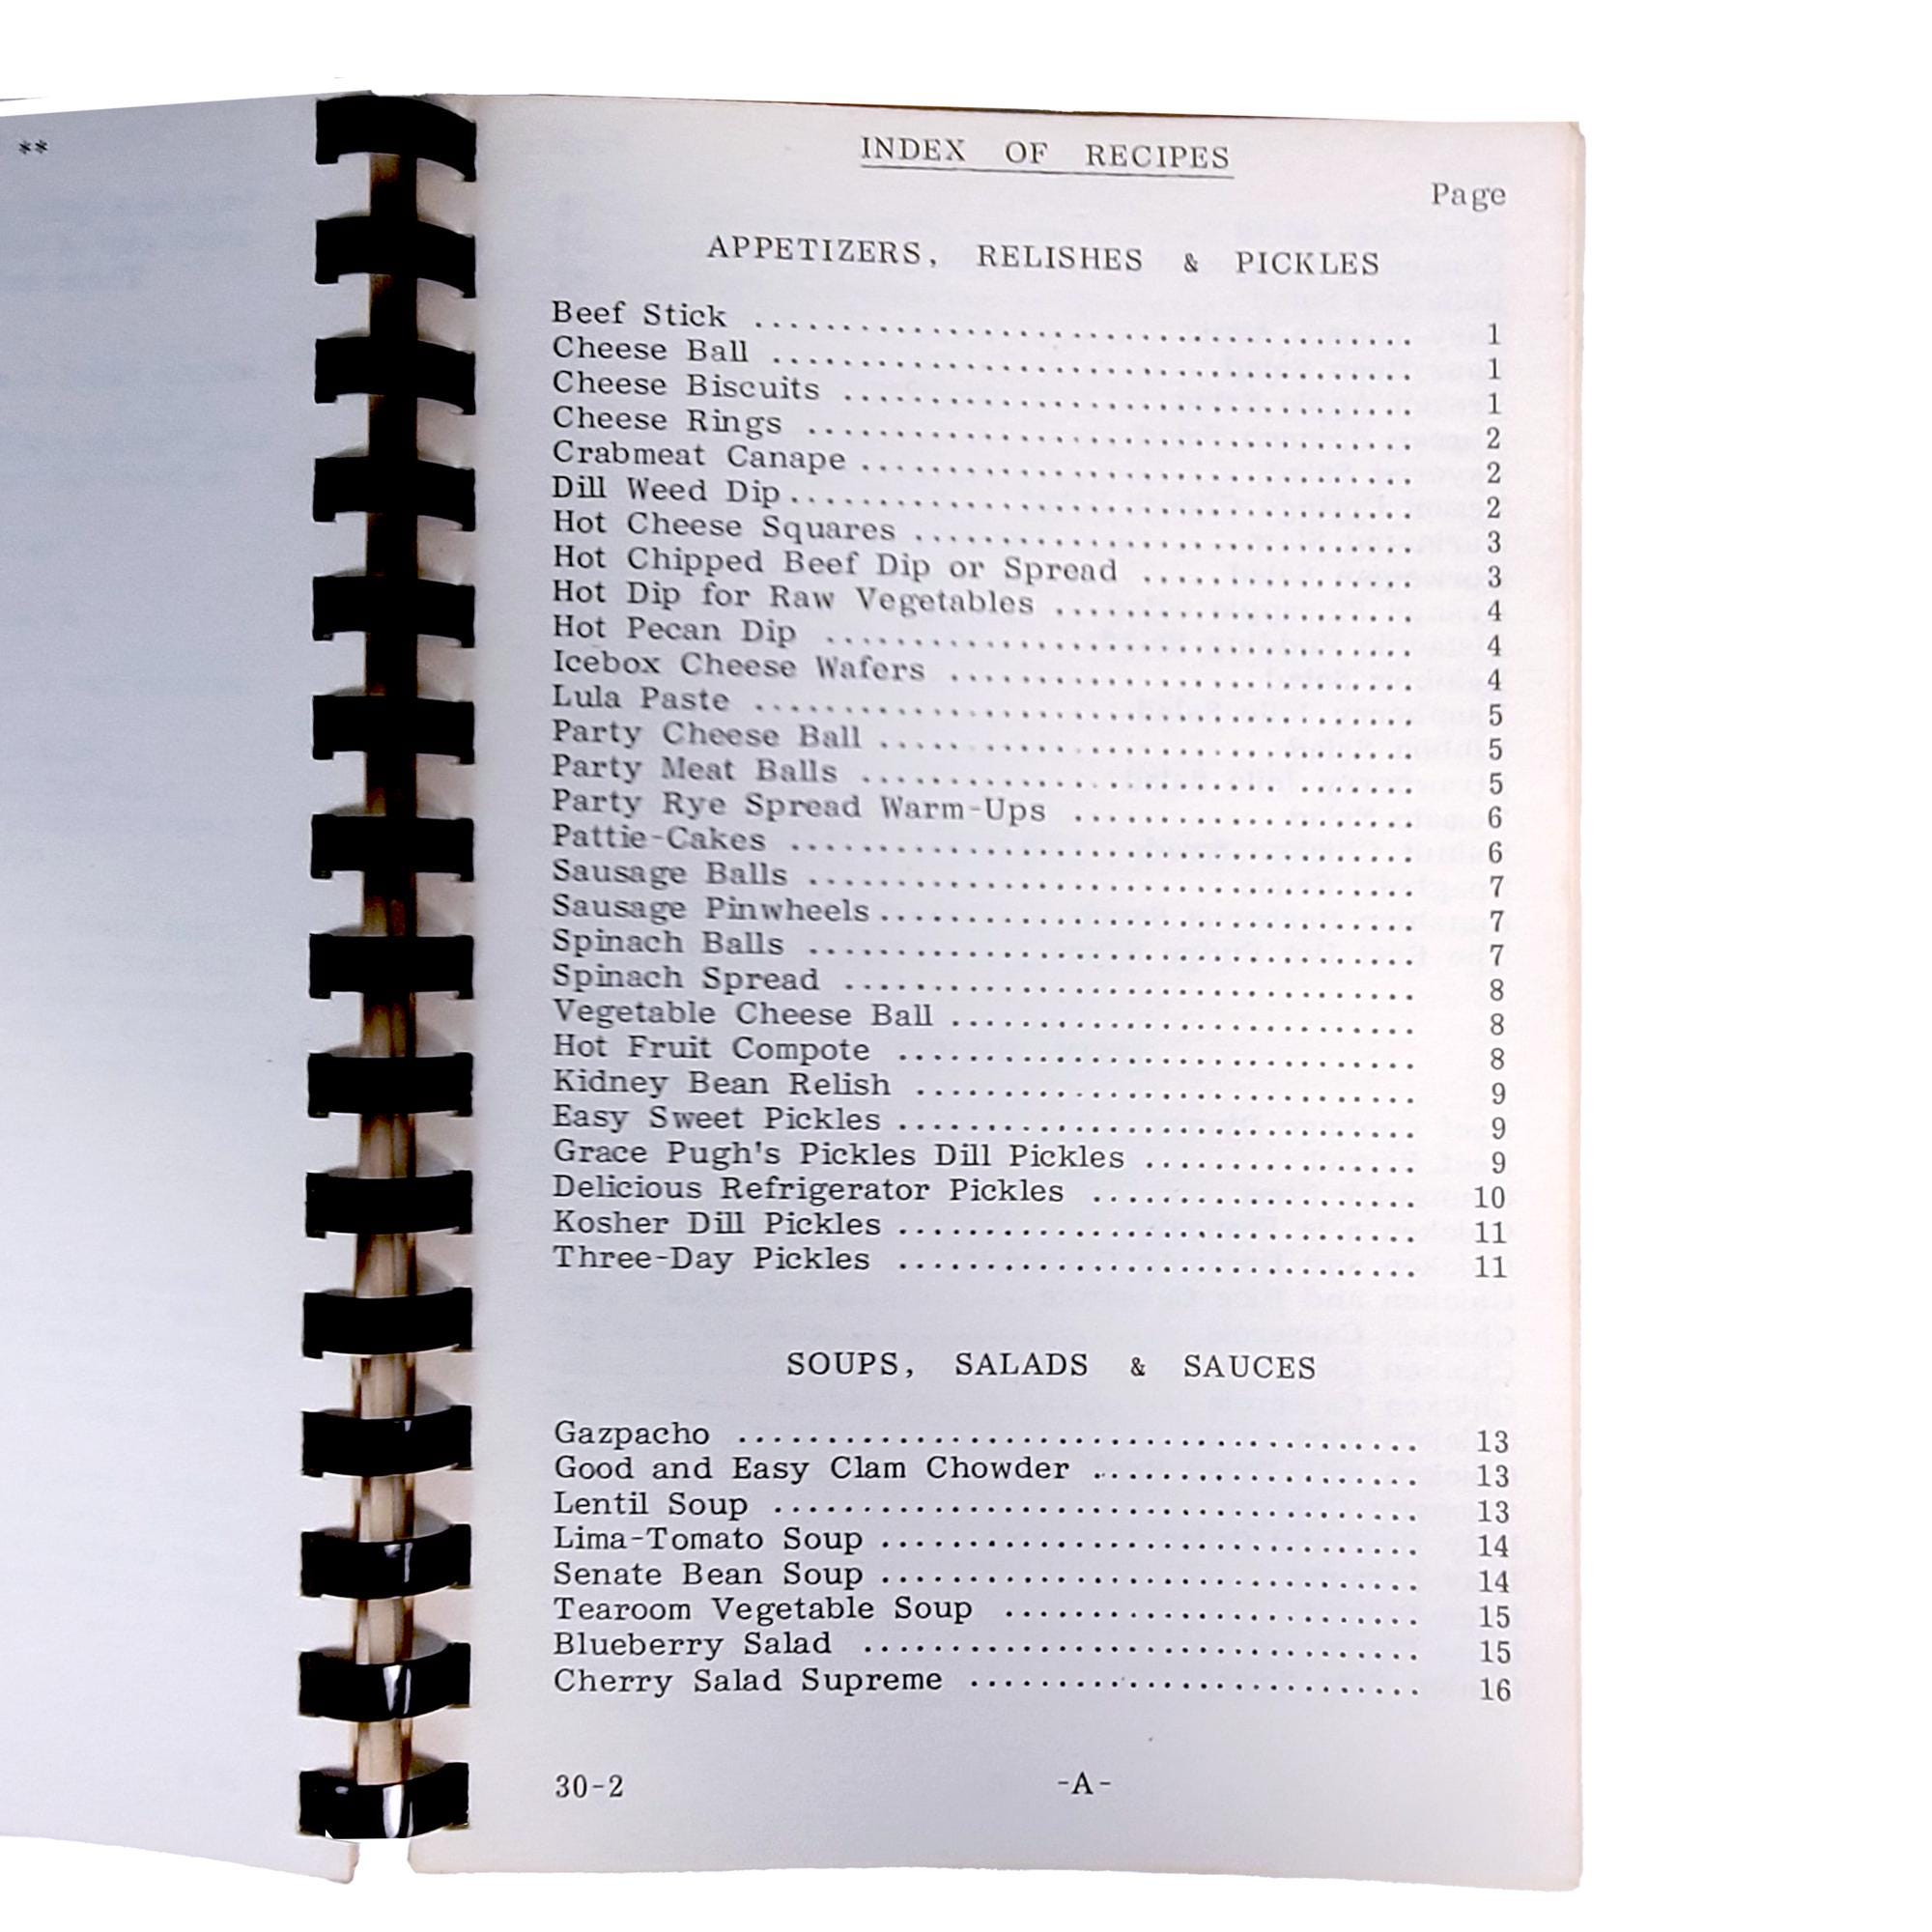 **
INDEX OF RECIPES
Page
APPETIZERS, RELISHES & PICKLES
Beef Stick ........................................ 1
Cheese Ball ....................................... 1
Cheese Biscuits ................................... 1
Cheese Rings ...................................... 2
Crabmeat Canape ................................... 2
Dill Weed Dip ..................................... 2
Hot Cheese Squares ................................ 3
Hot Chipped Beef Dip or Spread .................... 3
Hot Dip for Raw Vegetables ........................ 4
Hot Pecan Dip ..................................... 4
Icebox Cheese Wafers .............................. 4
Lula Paste ........................................ 5
Party Cheese Ball ................................. 5
Party Meat Balls .................................. 5
Party Rye Spread Warm-Ups ......................... 6
Pattie-Cakes ...................................... 6
Sausage Balls ..................................... 7
Sausage Pinwheels ................................. 7
Spinach Balls ..................................... 7
Spinach Spread .................................... 8
Vegetable Cheese Ball ............................. 8
Hot Fruit Compote ................................. 8
Kidney Bean Relish ................................ 9
Easy Sweet Pickles ................................ 9
Grace Pugh's Pickles Dill Pickles ................. 9
Delicious Refrigerator Pickles .................... 10
Kosher Dill Pickles ............................... 11
Three-Day Pickles ................................. 11
SOUPS, SALADS & SAUCES
Gazpacho .......................................... 13
Good and Easy Clam Chowder ........................ 13
Lentil Soup ....................................... 13
Lima-Tomato Soup .................................. 14
Senate Bean Soup .................................. 14
Tearoom Vegetable Soup ............................ 15
Blueberry Salad ................................... 15
Cherry Salad Supreme .............................. 16
30-2 -A-